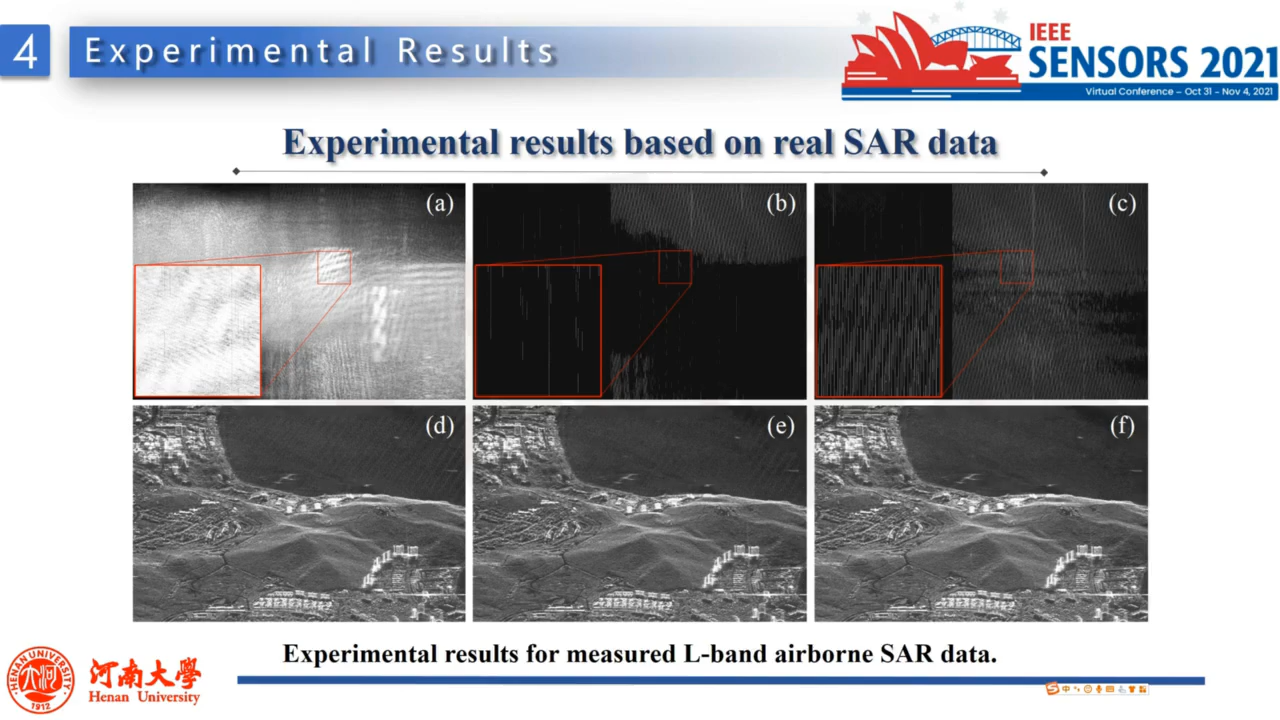 4 Experimental Results
IEEE
SENSORS 2021
Virtual Conference – Oct 31 – Nov 4, 2021
Experimental results based on real SAR data
(a) (b) (c)
(d) (e) (f)
Experimental results for measured L-band airborne SAR data.
HENAN UNIVERSITY
1912
河南大學
Henan University
中